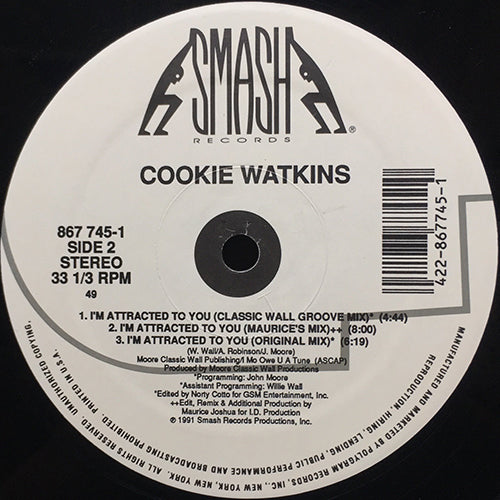 SMASH
RECORDS
®
COOKIE WATKINS
867 745-1
SIDE 2
STEREO
33 1/3 RPM
49
422-867745-1
1. I'M ATTRACTED TO YOU (CLASSIC WALL GROOVE MIX)* (4:44)
2. I'M ATTRACTED TO YOU (MAURICE'S MIX)++ (8:00)
3. I'M ATTRACTED TO YOU (ORIGINAL MIX)* (6:19)
(W. Wall/A. Robinson/J. Moore)
Moore Classic Wall Publishing/I Mo Owe U A Tune (ASCAP)
Produced by Moore Classic Wall Productions
*Programming: John Moore
*Assistant Programming: Willie Wall
*Edited by Norty Cotto for GSM Entertainment, Inc.
++Edit, Remix & Additional Production by
Maurice Joshua for I.D. Production
℗ 1991 Smash Records Productions, Inc.
MANUFACTURED AND MARKETED BY POLYGRAM RECORDS, INC., NEW YORK, NEW YORK. ALL RIGHTS RESERVED. UNAUTHORIZED COPYING,
REPRODUCTION, HIRING, LENDING, PUBLIC PERFORMANCE AND BROADCASTING PROHIBITED. PRINTED IN U.S.A.